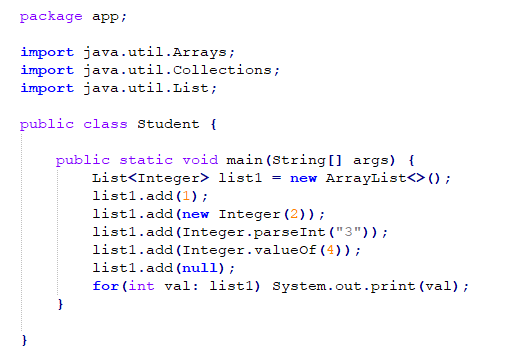 package app;
import java.util.Arrays;
import java.util.Collections;
import java.util.List;
public class Student {
public static void main(String[] args) {
List<Integer> list1 = new ArrayList<>();
list1.add(1);
list1.add(new Integer(2));
list1.add(Integer.parseInt("3"));
list1.add(Integer.valueOf(4));
list1.add(null);
for(int val: list1) System.out.print(val);
}
}